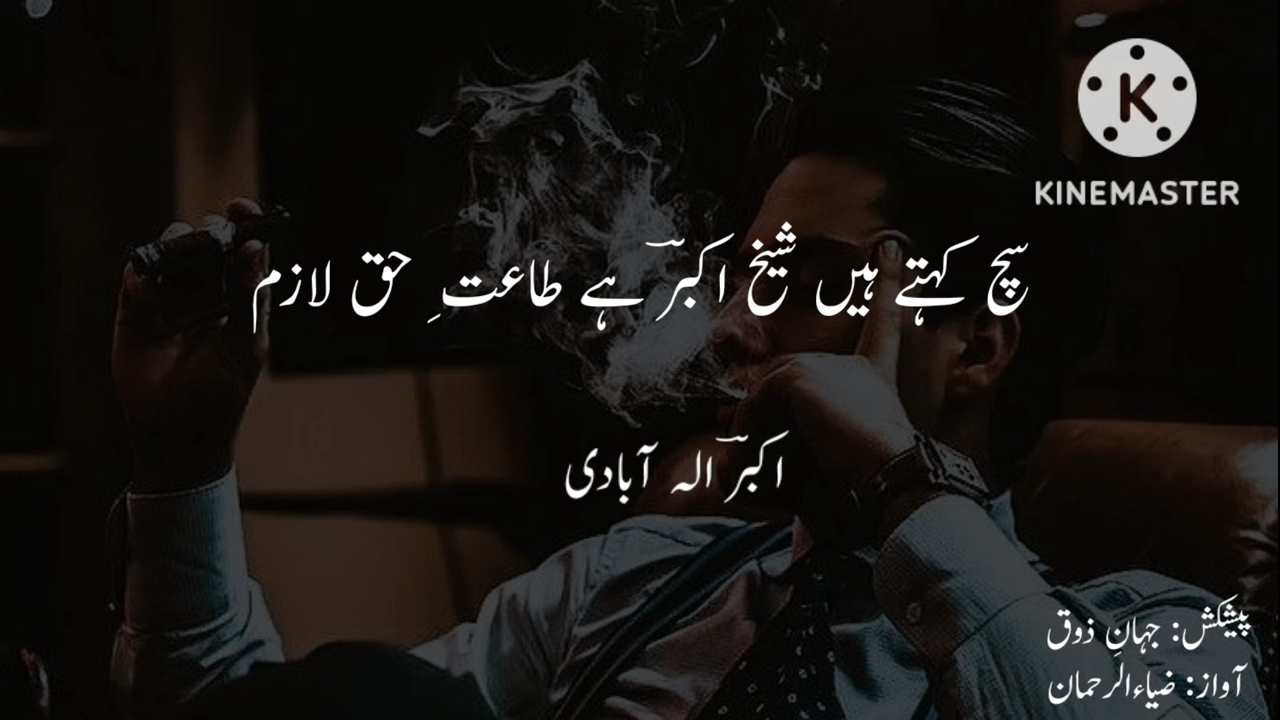 KINEMASTER
سچ کہتے ہیں شیخ اکبرؔ ہے طاعت ِ حق لازم
اکبرؔ الہ آبادی
پیشکش: جہانِ ذوق
آواز: ضیاءالرحمان